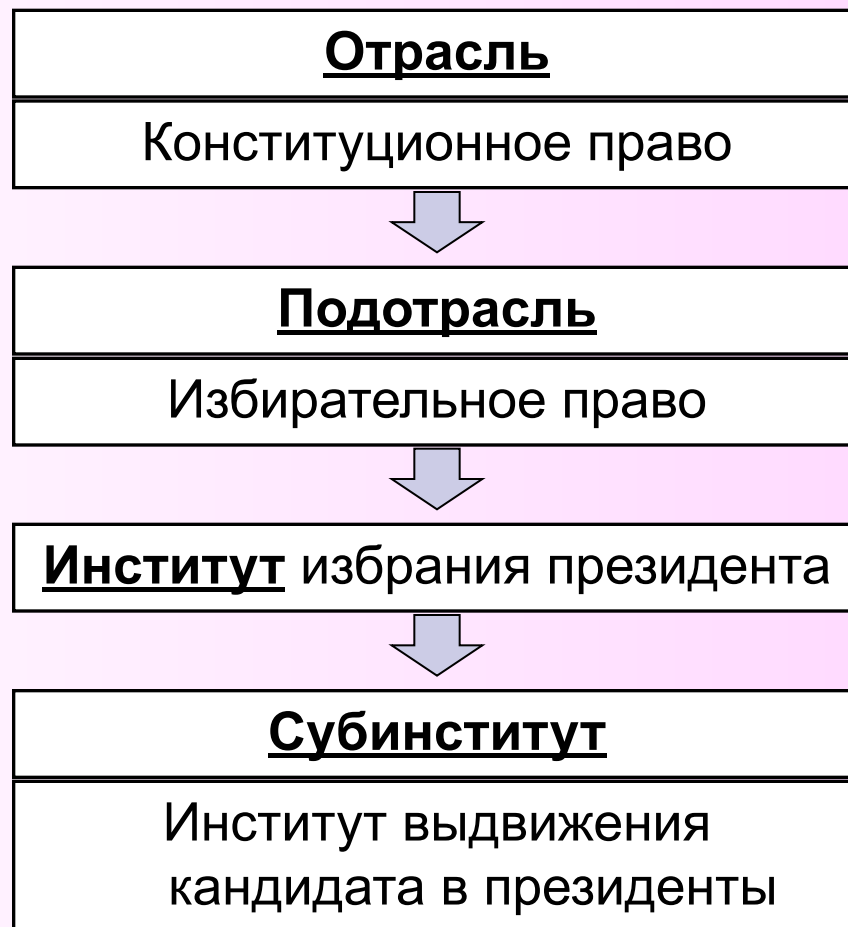 Отрасль
Конституционное право
Подотрасль
Избирательное право
Институт избрания президента
Субинститут
Институт выдвижения
кандидата в президенты